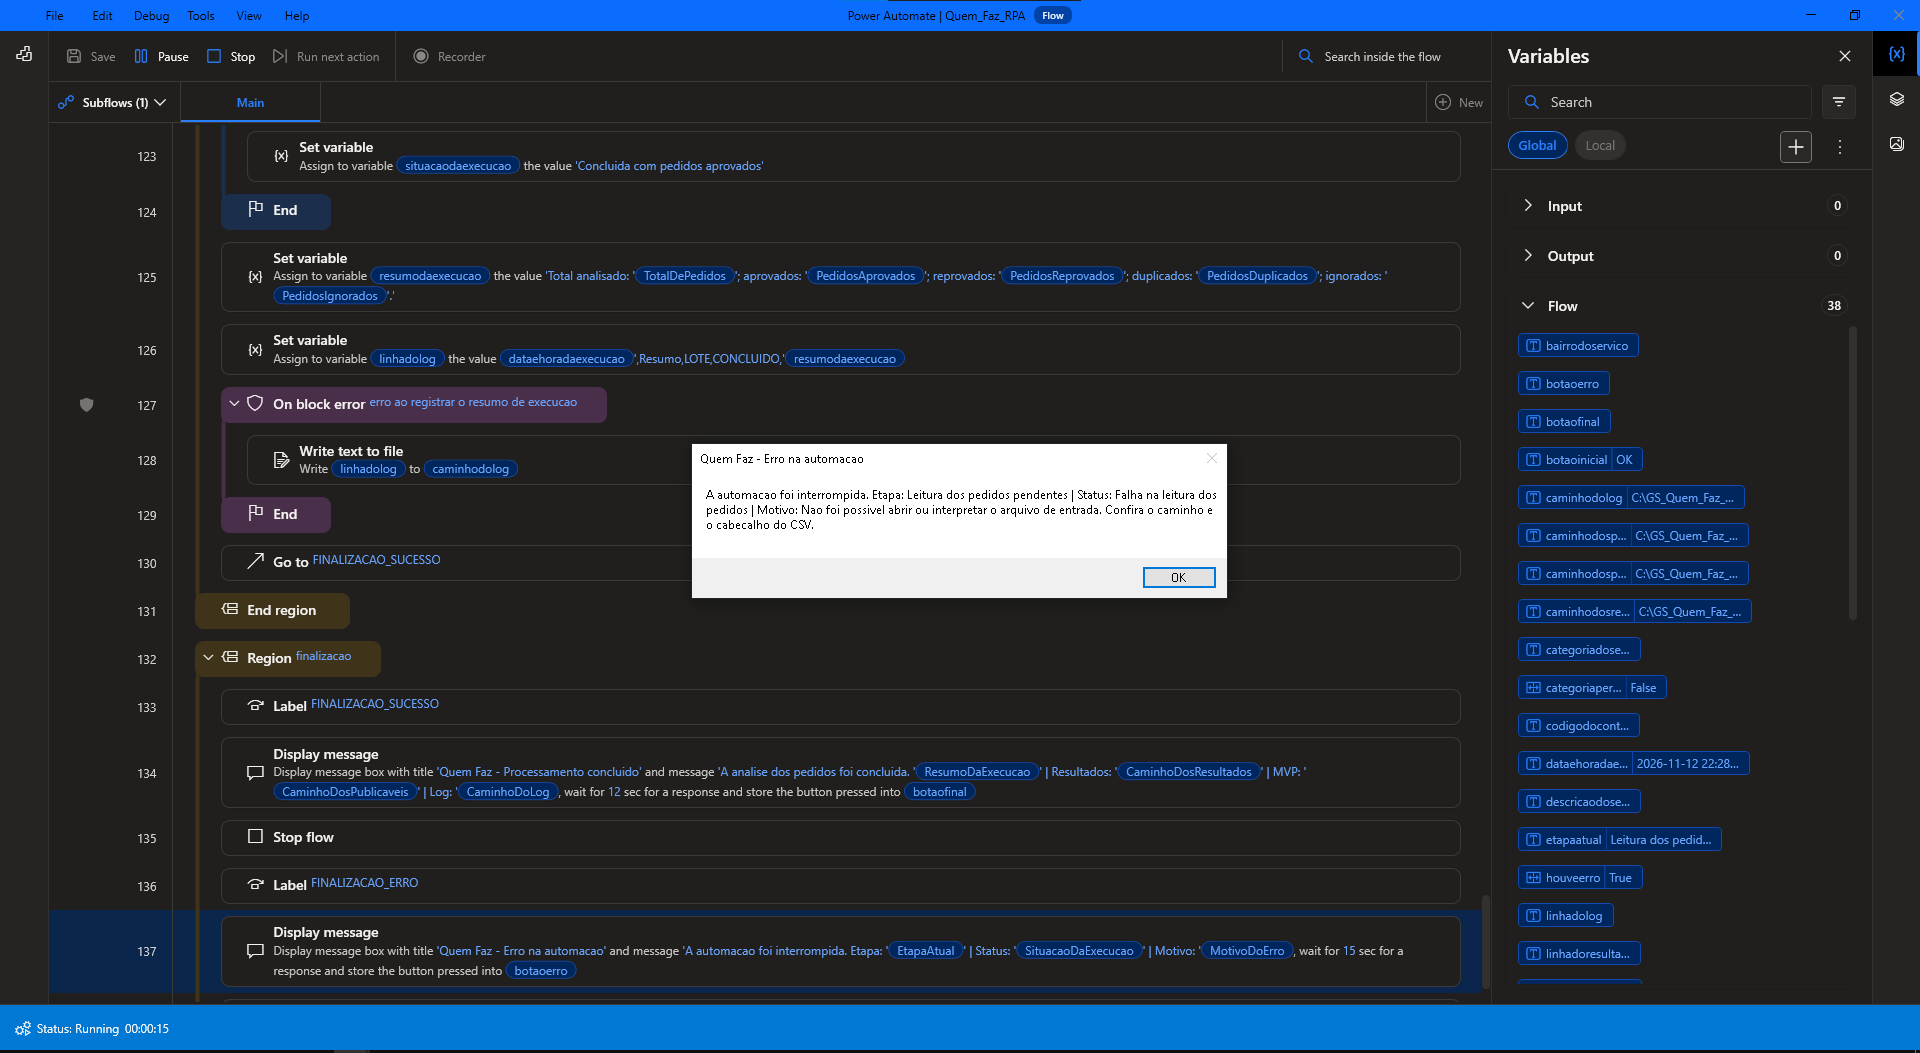 File Edit Debug Tools View Help
Power Automate | Quem_Faz_RPA Flow
Save Pause Stop Run next action Recorder
Search inside the flow
Subflows (1) Main
New
123 Set variable
Assign to variable situacaodaexecucao the value 'Concluida com pedidos aprovados'
124 End
125 Set variable
Assign to variable resumodaexecucao the value 'Total analisado: ' TotalDePedidos '; aprovados: ' PedidosAprovados '; reprovados: ' PedidosReprovados '; duplicados: ' PedidosDuplicados '; ignorados: '
PedidosIgnorados '.'
126 Set variable
Assign to variable linhadolog the value dataehoradaexecucao ',Resumo,LOTE,CONCLUIDO,' resumodaexecucao
127 On block error erro ao registrar o resumo de execucao
128 Write text to file
Write linhadolog to caminhodolog
129 End
130 Go to FINALIZACAO_SUCESSO
131 End region
132 Region finalizacao
133 Label FINALIZACAO_SUCESSO
134 Display message
Display message box with title 'Quem Faz - Processamento concluido' and message 'A analise dos pedidos foi concluida. ' ResumoDaExecucao ' | Resultados: ' CaminhoDosResultados ' | MVP: '
CaminhoDosPublicaveis ' | Log: ' CaminhoDoLog , wait for 12 sec for a response and store the button pressed into botaofinal
135 Stop flow
136 Label FINALIZACAO_ERRO
137 Display message
Display message box with title 'Quem Faz - Erro na automacao' and message 'A automacao foi interrompida. Etapa: ' EtapaAtual ' | Status: ' SituacaoDaExecucao ' | Motivo: ' MotivoDoErro , wait for 15 sec for a
response and store the button pressed into botaoerro
Quem Faz - Erro na automacao
A automacao foi interrompida. Etapa: Leitura dos pedidos pendentes | Status: Falha na leitura dos
pedidos | Motivo: Nao foi possivel abrir ou interpretar o arquivo de entrada. Confira o caminho e
o cabecalho do CSV.
OK
Variables
{x}
Search
Global Local
Input 0
Output 0
Flow 38
bairrodoservico
botaoerro
botaofinal
botaoinicial OK
caminhodolog C:\GS_Quem_Faz_...
caminhodosp... C:\GS_Quem_Faz_...
caminhodosp... C:\GS_Quem_Faz_...
caminhodosre... C:\GS_Quem_Faz_...
categoriadose...
categoriaper... False
codigodocont...
dataehoradae... 2026-11-12 22:28...
descricaodose...
etapaatual Leitura dos pedid...
houveerro True
linhadolog
linhadoresulta...
Status: Running 00:00:15